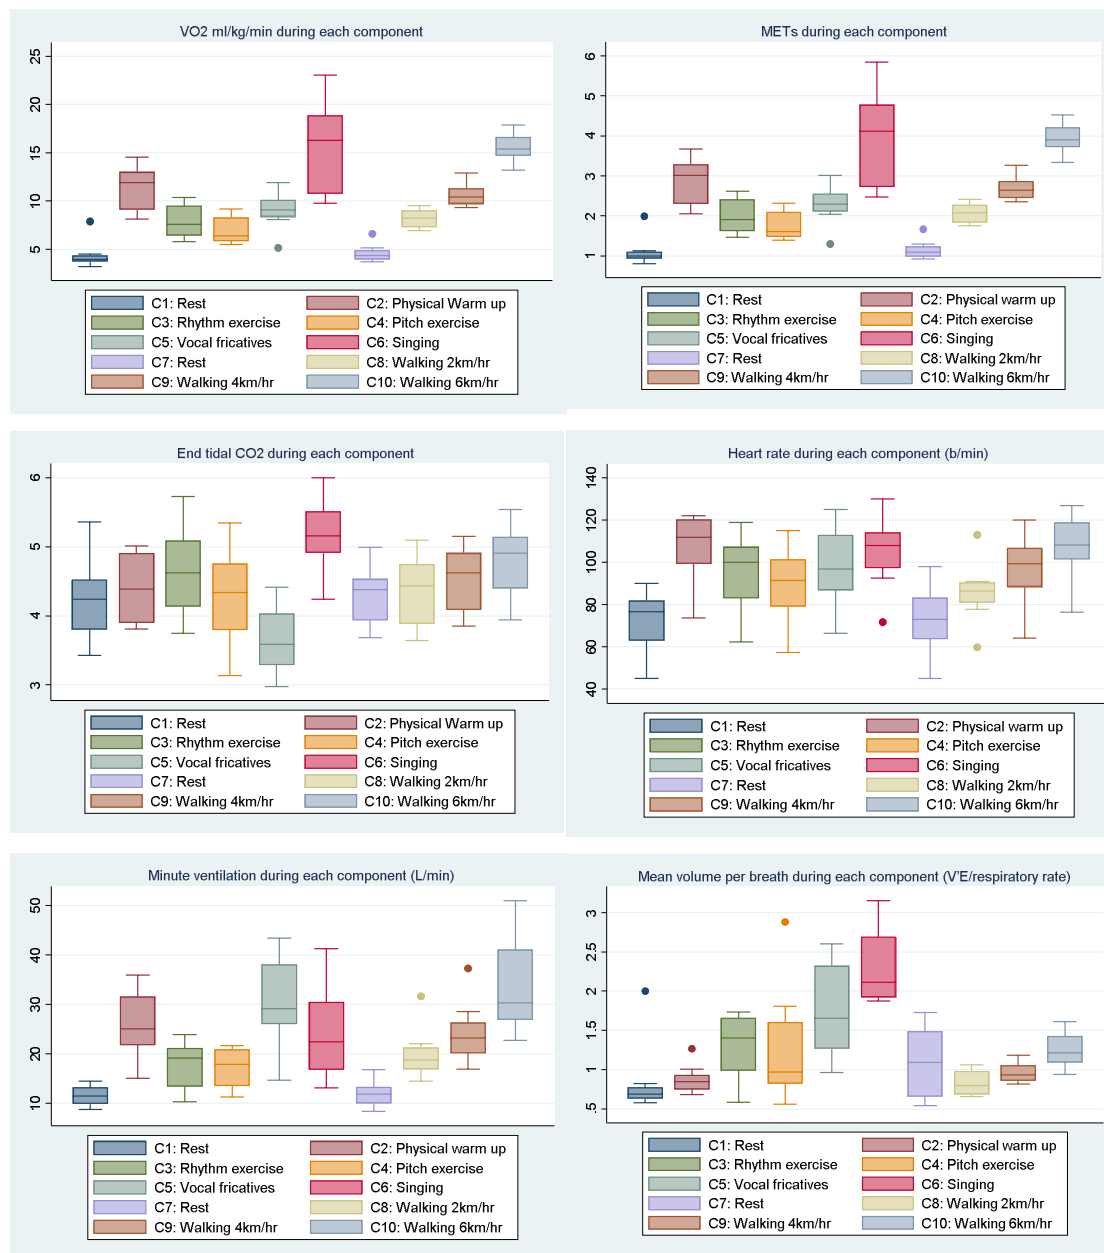 VO2 ml/kg/min during each component
25
20
15
10
5
C1: Rest
C2: Physical Warm up
C3: Rhythm exercise
C4: Pitch exercise
C5: Vocal fricatives
C6: Singing
C7: Rest
C8: Walking 2km/hr
C9: Walking 4km/hr
C10: Walking 6km/hr
METs during each component
6
5
4
3
2
1
C1: Rest
C2: Physical warm up
C3: Rhythm exercise
C4: Pitch exercise
C5: Vocal fricatives
C6: Singing
C7: Rest
C8: Walking 2km/hr
C9: Walking 4km/hr
C10: Walking 6km/hr
End tidal CO2 during each component
6
5
4
3
C1: Rest
C2: Physical Warm up
C3: Rhythm exercise
C4: Pitch exercise
C5: Vocal fricatives
C6: Singing
C7: Rest
C8: Walking 2km/hr
C9: Walking 4km/hr
C10: Walking 6km/hr
Heart rate during each component (b/min)
140
120
100
80
60
40
C1: Rest
C2: Physical warm up
C3: Rhythm exercise
C4: Pitch exercise
C5: Vocal fricatives
C6: Singing
C7: Rest
C8: Walking 2km/hr
C9: Walking 4km/hr
C10: Walking 6km/hr
Minute ventilation during each component (L/min)
50
40
30
20
10
C1: Rest
C2: Physical warm up
C3: Rhythm exercise
C4: Pitch exercise
C5: Vocal fricatives
C6: Singing
C7: Rest
C8: Walking 2km/hr
C9: Walking 4km/hr
C10: Walking 6km/hr
Mean volume per breath during each component (V'E/respiratory rate)
3
2.5
2
1.5
1
.5
C1: Rest
C2: Physical warm up
C3: Rhythm exercise
C4: Pitch exercise
C5: Vocal fricatives
C6: Singing
C7: Rest
C8: Walking 2km/hr
C9: Walking 4km/hr
C10: Walking 6km/hr